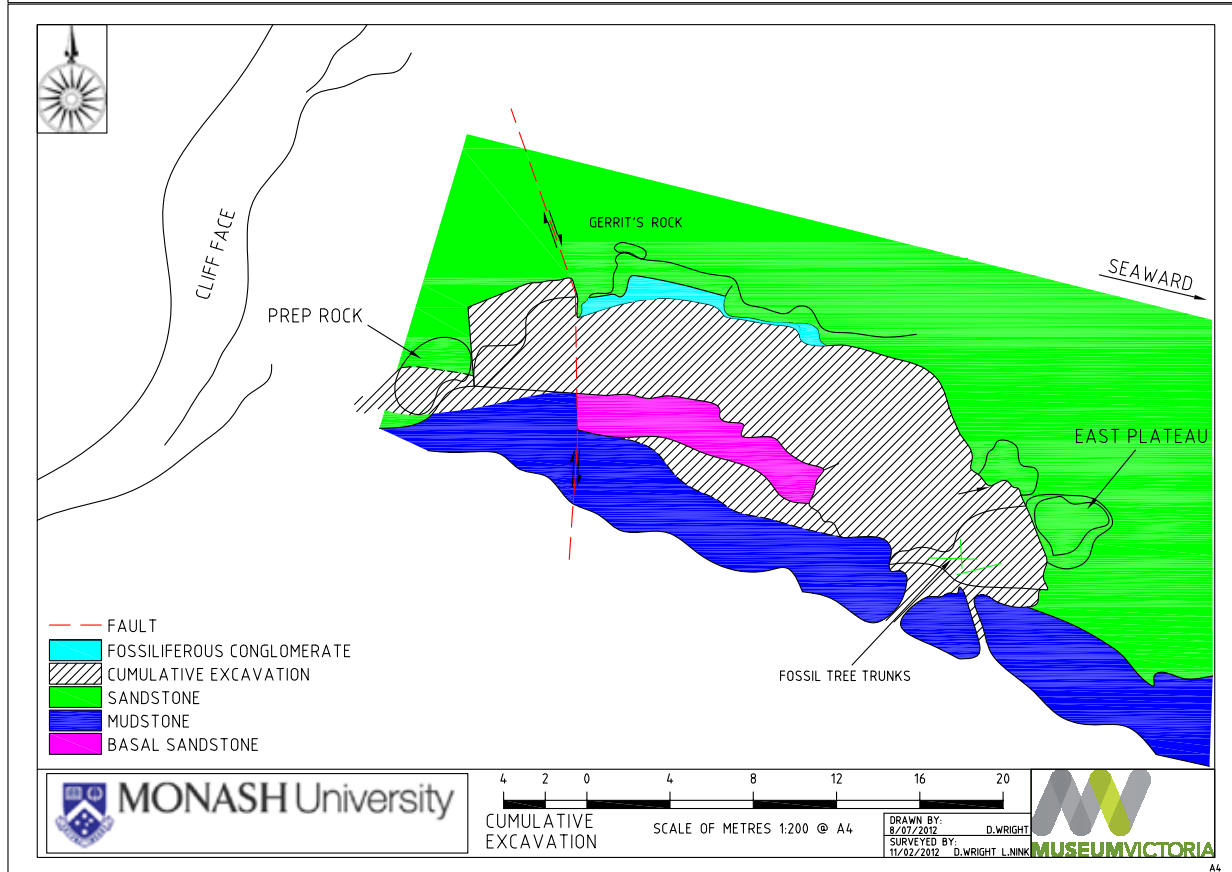 CLIFF FACE
GERRIT'S ROCK
SEAWARD
PREP ROCK
EAST PLATEAU
FOSSIL TREE TRUNKS
FAULT
FOSSILIFEROUS CONGLOMERATE
CUMULATIVE EXCAVATION
SANDSTONE
MUDSTONE
BASAL SANDSTONE
MONASH University
4 2 0 4 8 12 16 20
CUMULATIVE
EXCAVATION
SCALE OF METRES 1:200 @ A4
DRAWN BY:
8/07/2012 D.WRIGHT
SURVEYED BY:
11/02/2012 D.WRIGHT L.NINK
MUSEUMVICTORIA
A4